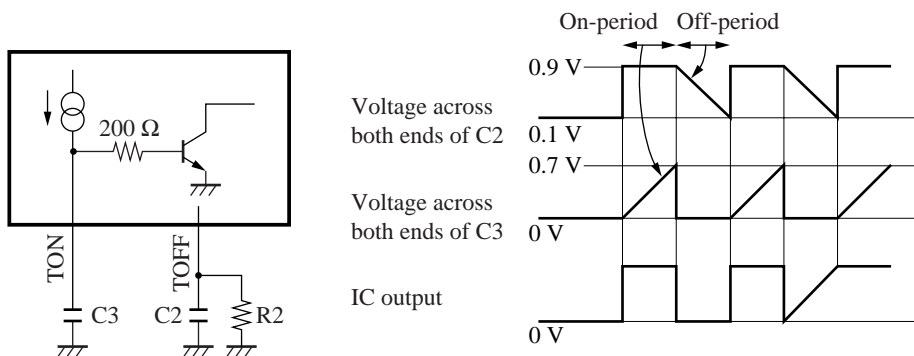 200 Ω
TON
TOFF
C3
C2
R2
On-period
Off-period
0.9 V
Voltage across
both ends of C2
0.1 V
0.7 V
Voltage across
both ends of C3
0 V
IC output
0 V